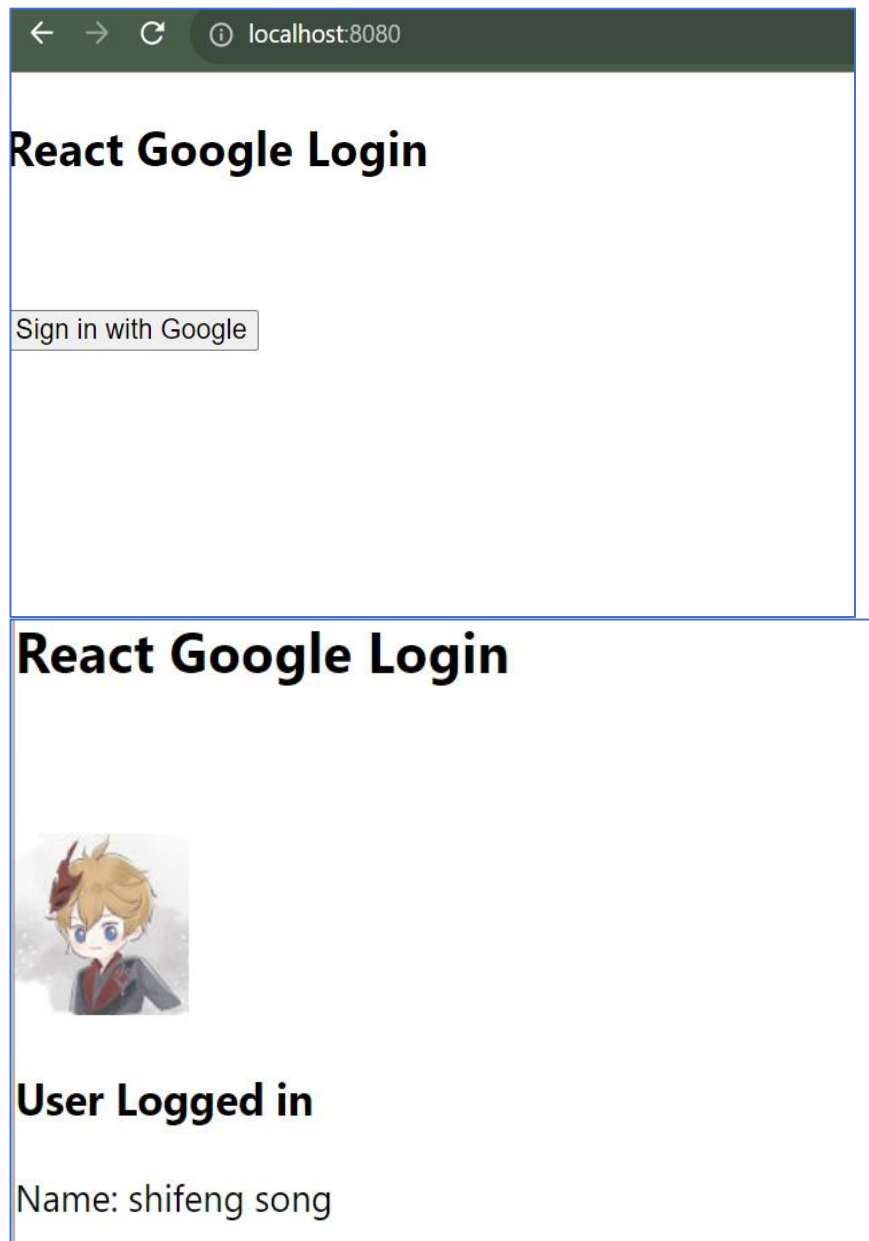 localhost:8080
React Google Login
Sign in with Google
React Google Login
User Logged in
Name: shifeng song